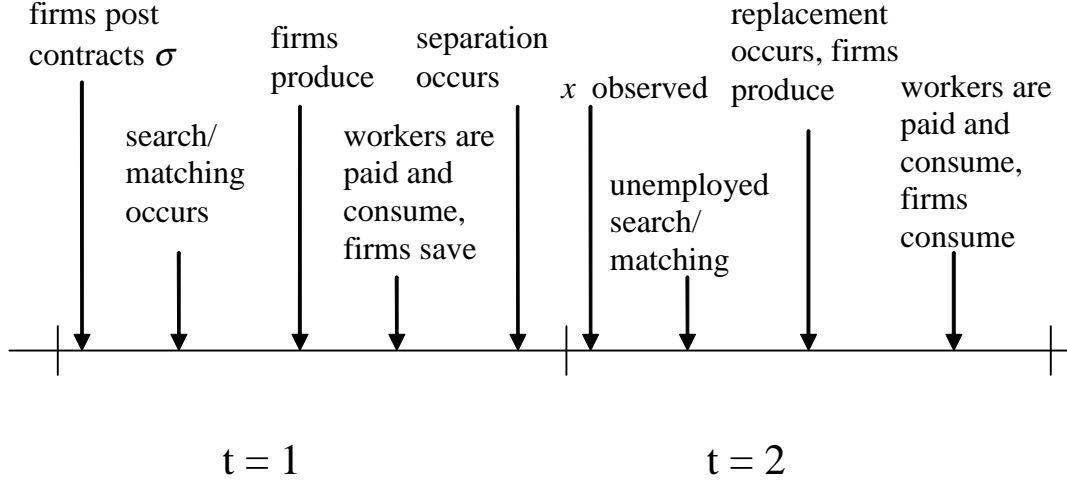 firms post
contracts σ
search/
matching
occurs
firms
produce
workers are
paid and
consume,
firms save
separation
occurs
x observed
unemployed
search/
matching
replacement
occurs, firms
produce
workers are
paid and
consume,
firms
consume
t = 1
t = 2